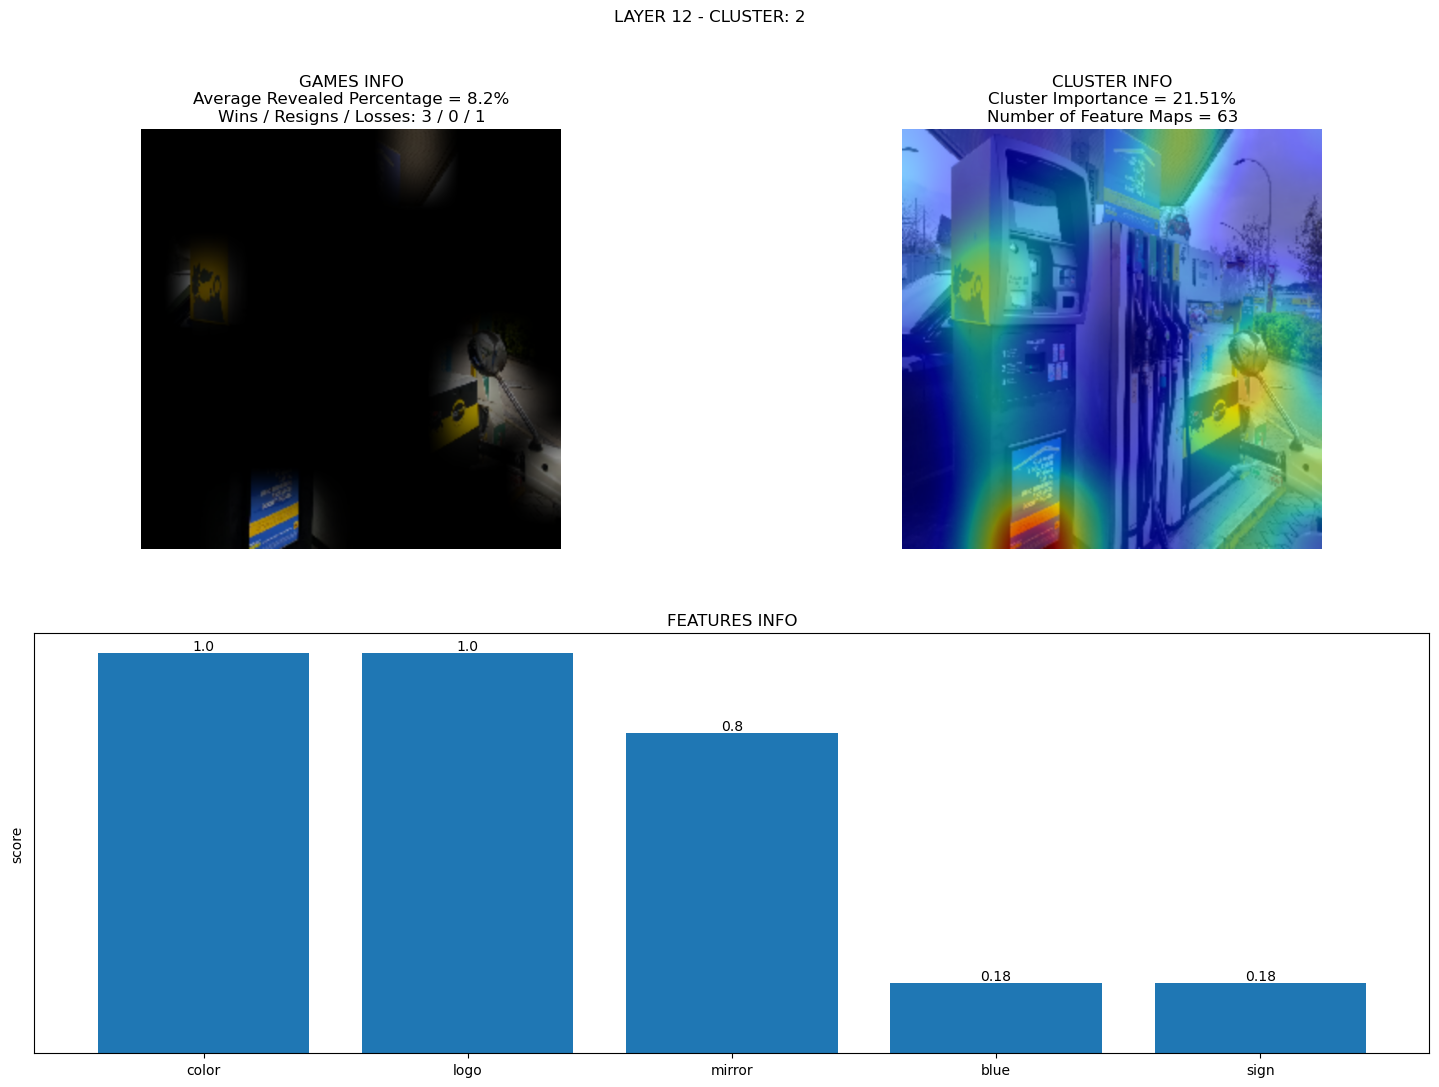 LAYER 12 - CLUSTER: 2
GAMES INFO
Average Revealed Percentage = 8.2%
Wins / Resigns / Losses: 3 / 0 / 1
CLUSTER INFO
Cluster Importance = 21.51%
Number of Feature Maps = 63
FEATURES INFO
score
1.0
1.0
0.8
0.18
0.18
color
logo
mirror
blue
sign